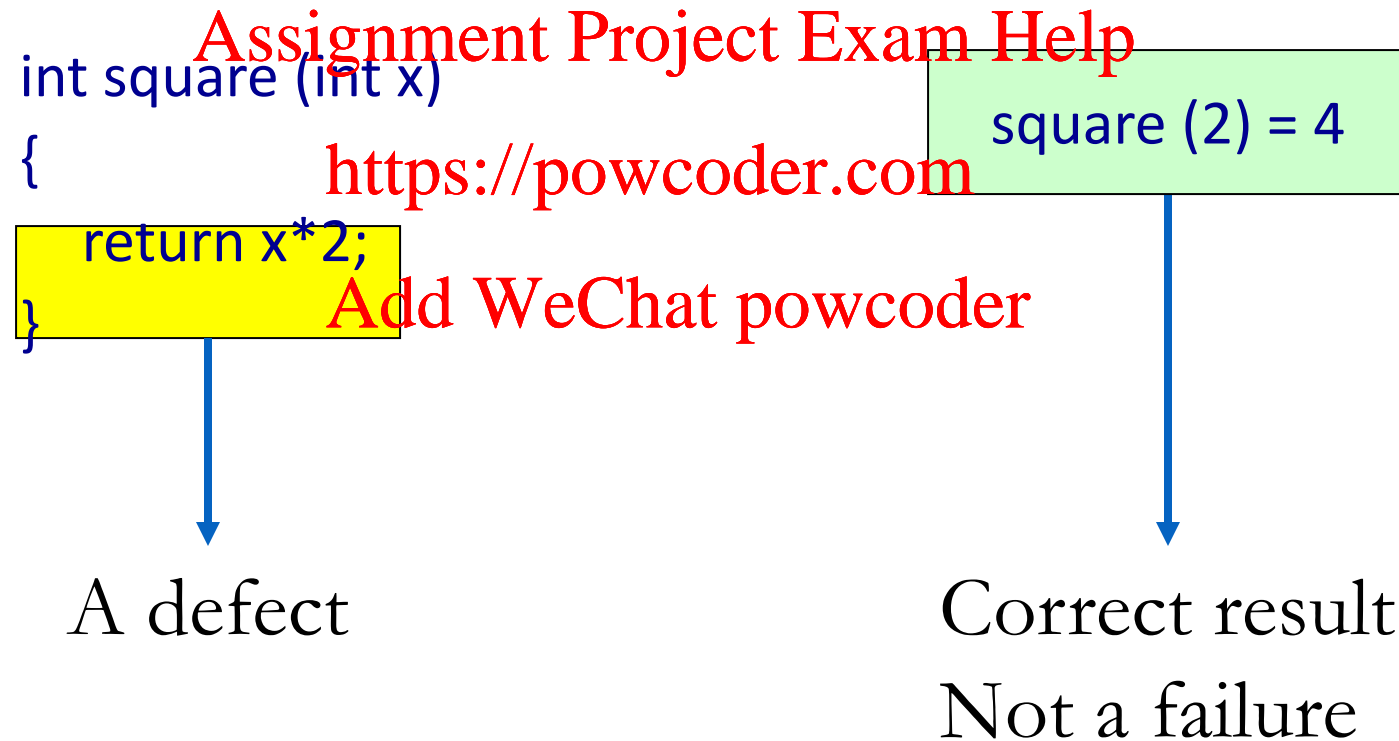 Assignment Project Exam Help
int square (int x)
square (2) = 4
{
https://powcoder.com
return x*2;
Add WeChat powcoder
}
A defect
Correct result
Not a failure